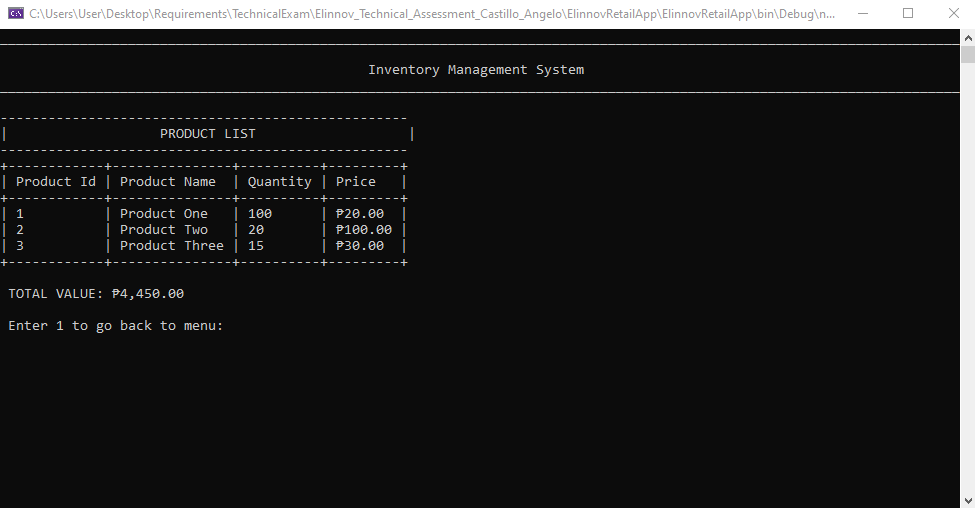 C:\Users\User\Desktop\Requirements\TechnicalExam\Elinnov_Technical_Assessment_Castillo_Angelo\ElinnovRetailApp\ElinnovRetailApp\bin\Debug\n...
Inventory Management System
--------------------------------------------------
| PRODUCT LIST |
--------------------------------------------------
+------------+---------------+----------+---------+
| Product Id | Product Name  | Quantity | Price   |
+------------+---------------+----------+---------+
| 1          | Product One   | 100      | ₱20.00  |
| 2          | Product Two   | 20       | ₱100.00 |
| 3          | Product Three | 15       | ₱30.00  |
+------------+---------------+----------+---------+
TOTAL VALUE: ₱4,450.00
Enter 1 to go back to menu: